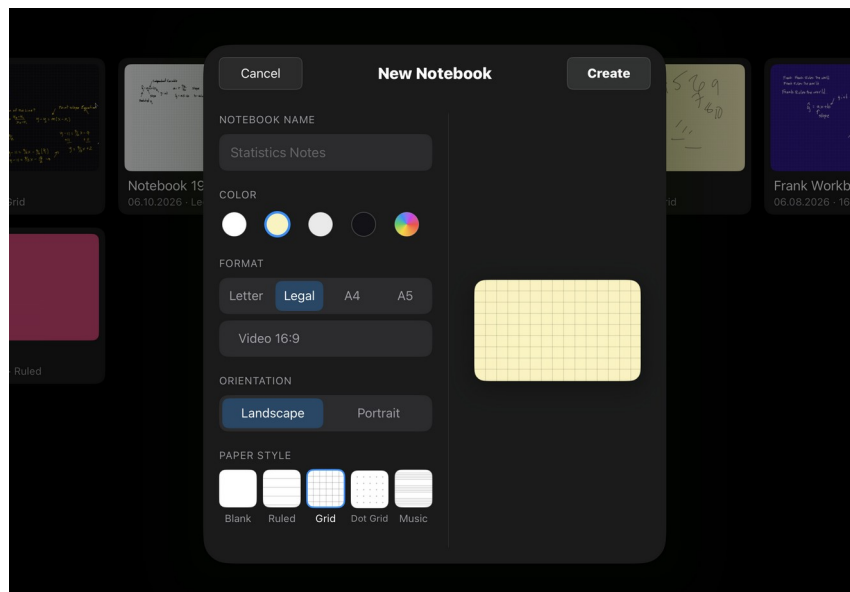 Cancel
New Notebook
Create
NOTEBOOK NAME
Statistics Notes
COLOR
FORMAT
Letter
Legal
A4
A5
Video 16:9
ORIENTATION
Landscape
Portrait
PAPER STYLE
Blank
Ruled
Grid
Dot Grid
Music
Notebook 19
06.10.2026 · Le
Frank Workb
06.08.2026 · 16
· Ruled